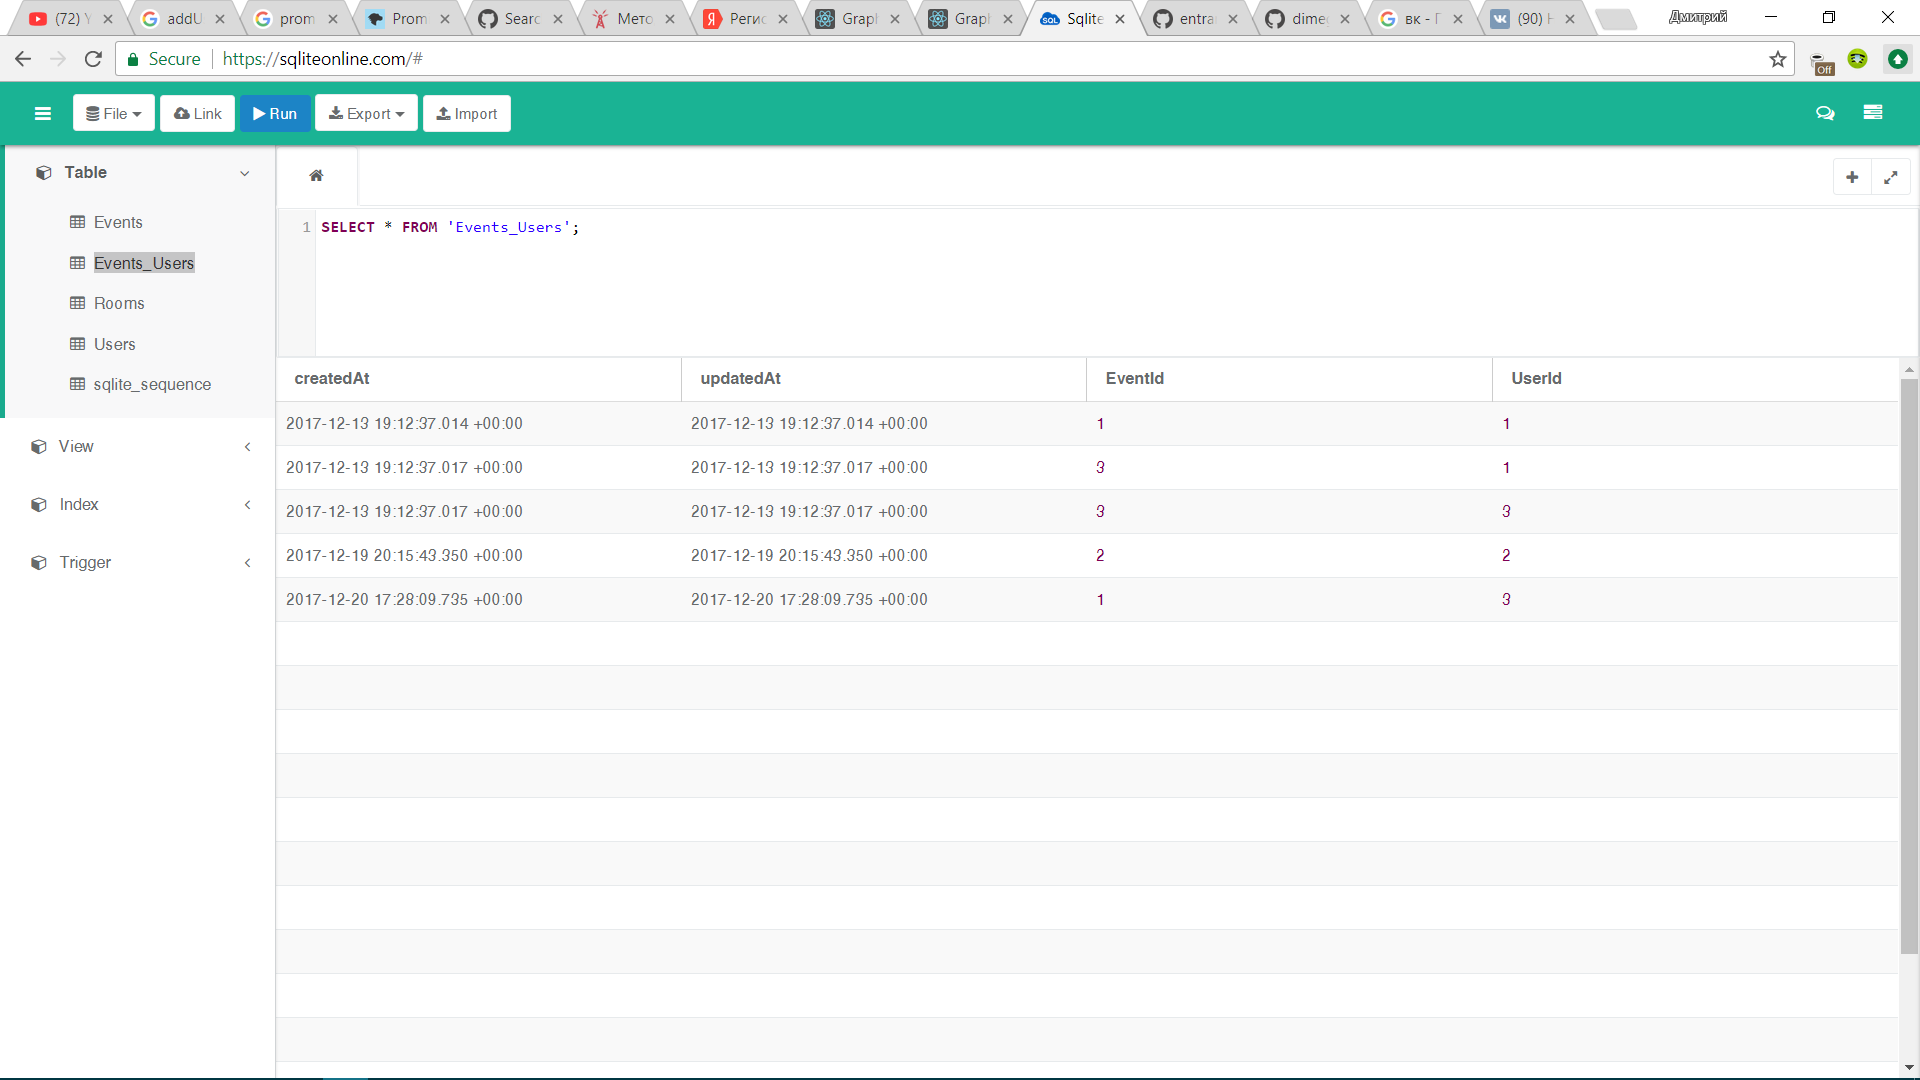 (72) Y
addU
prom
Prom
Searc
Мето
Регис
Graph
Graph
Sqlite
entra
dime
вк - П
(90) Н
Дмитрий
Secure
https://sqliteonline.com/#
Off
File
Link
Run
Export
Import
Table
Events
Events_Users
Rooms
Users
sqlite_sequence
View
Index
Trigger
1 SELECT * FROM 'Events_Users';
createdAt updatedAt EventId UserId
2017-12-13 19:12:37.014 +00:00 2017-12-13 19:12:37.014 +00:00 1 1
2017-12-13 19:12:37.017 +00:00 2017-12-13 19:12:37.017 +00:00 3 1
2017-12-13 19:12:37.017 +00:00 2017-12-13 19:12:37.017 +00:00 3 3
2017-12-19 20:15:43.350 +00:00 2017-12-19 20:15:43.350 +00:00 2 2
2017-12-20 17:28:09.735 +00:00 2017-12-20 17:28:09.735 +00:00 1 3